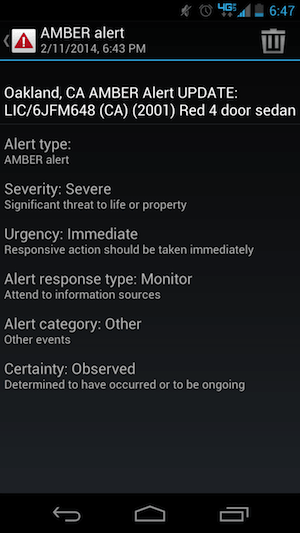 4G
6:47
AMBER alert
2/11/2014, 6:43 PM
Oakland, CA AMBER Alert UPDATE:
LIC/6JFM648 (CA) (2001) Red 4 door sedan
Alert type:
AMBER alert
Severity: Severe
Significant threat to life or property
Urgency: Immediate
Responsive action should be taken immediately
Alert response type: Monitor
Attend to information sources
Alert category: Other
Other events
Certainty: Observed
Determined to have occurred or to be ongoing